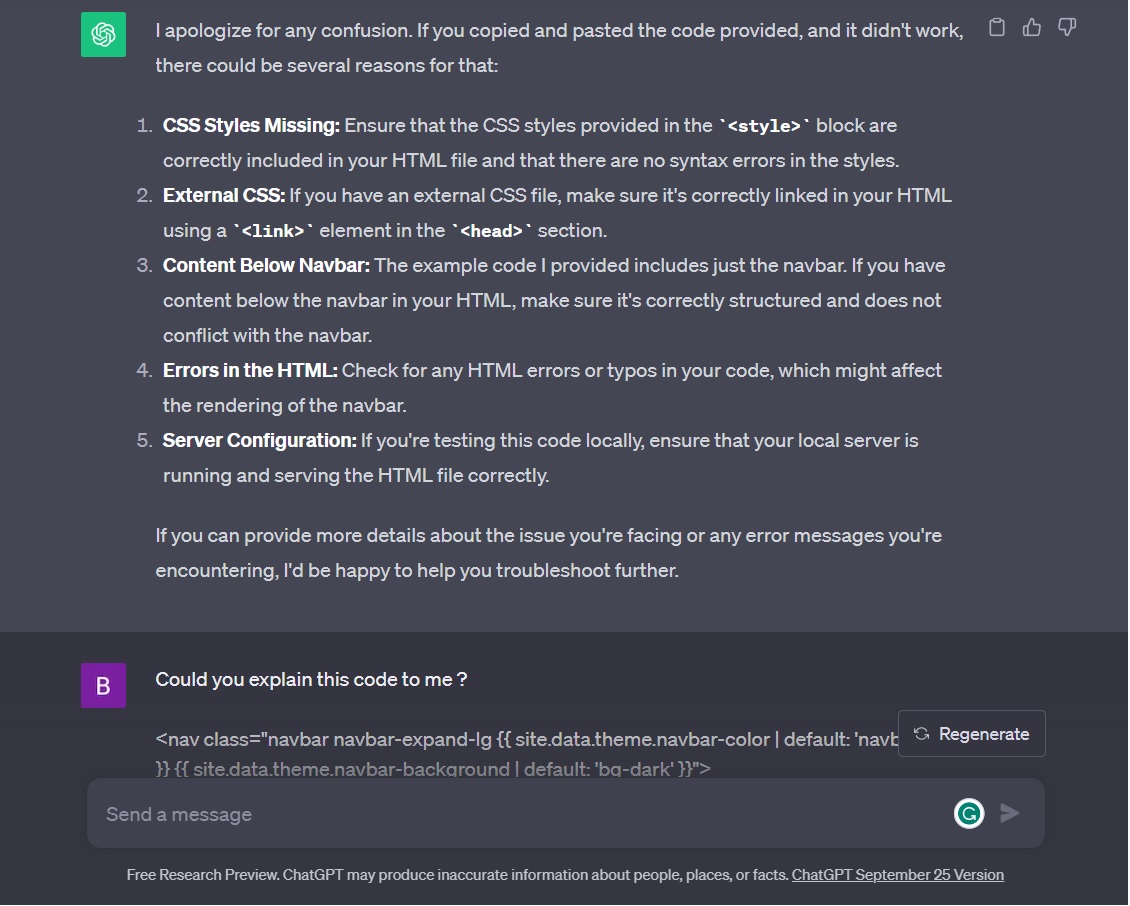 I apologize for any confusion. If you copied and pasted the code provided, and it didn't work,
there could be several reasons for that:
1. CSS Styles Missing: Ensure that the CSS styles provided in the `<style>` block are
correctly included in your HTML file and that there are no syntax errors in the styles.
2. External CSS: If you have an external CSS file, make sure it's correctly linked in your HTML
using a `<link>` element in the `<head>` section.
3. Content Below Navbar: The example code I provided includes just the navbar. If you have
content below the navbar in your HTML, make sure it's correctly structured and does not
conflict with the navbar.
4. Errors in the HTML: Check for any HTML errors or typos in your code, which might affect
the rendering of the navbar.
5. Server Configuration: If you're testing this code locally, ensure that your local server is
running and serving the HTML file correctly.
If you can provide more details about the issue you're facing or any error messages you're
encountering, I'd be happy to help you troubleshoot further.
B
Could you explain this code to me ?
<nav class="navbar navbar-expand-lg {{ site.data.theme.navbar-color | default: 'navb
Regenerate
}} {{ site.data.theme.navbar-background | default: 'bg-dark' }}">
Send a message
G
Free Research Preview. ChatGPT may produce inaccurate information about people, places, or facts. ChatGPT September 25 Version